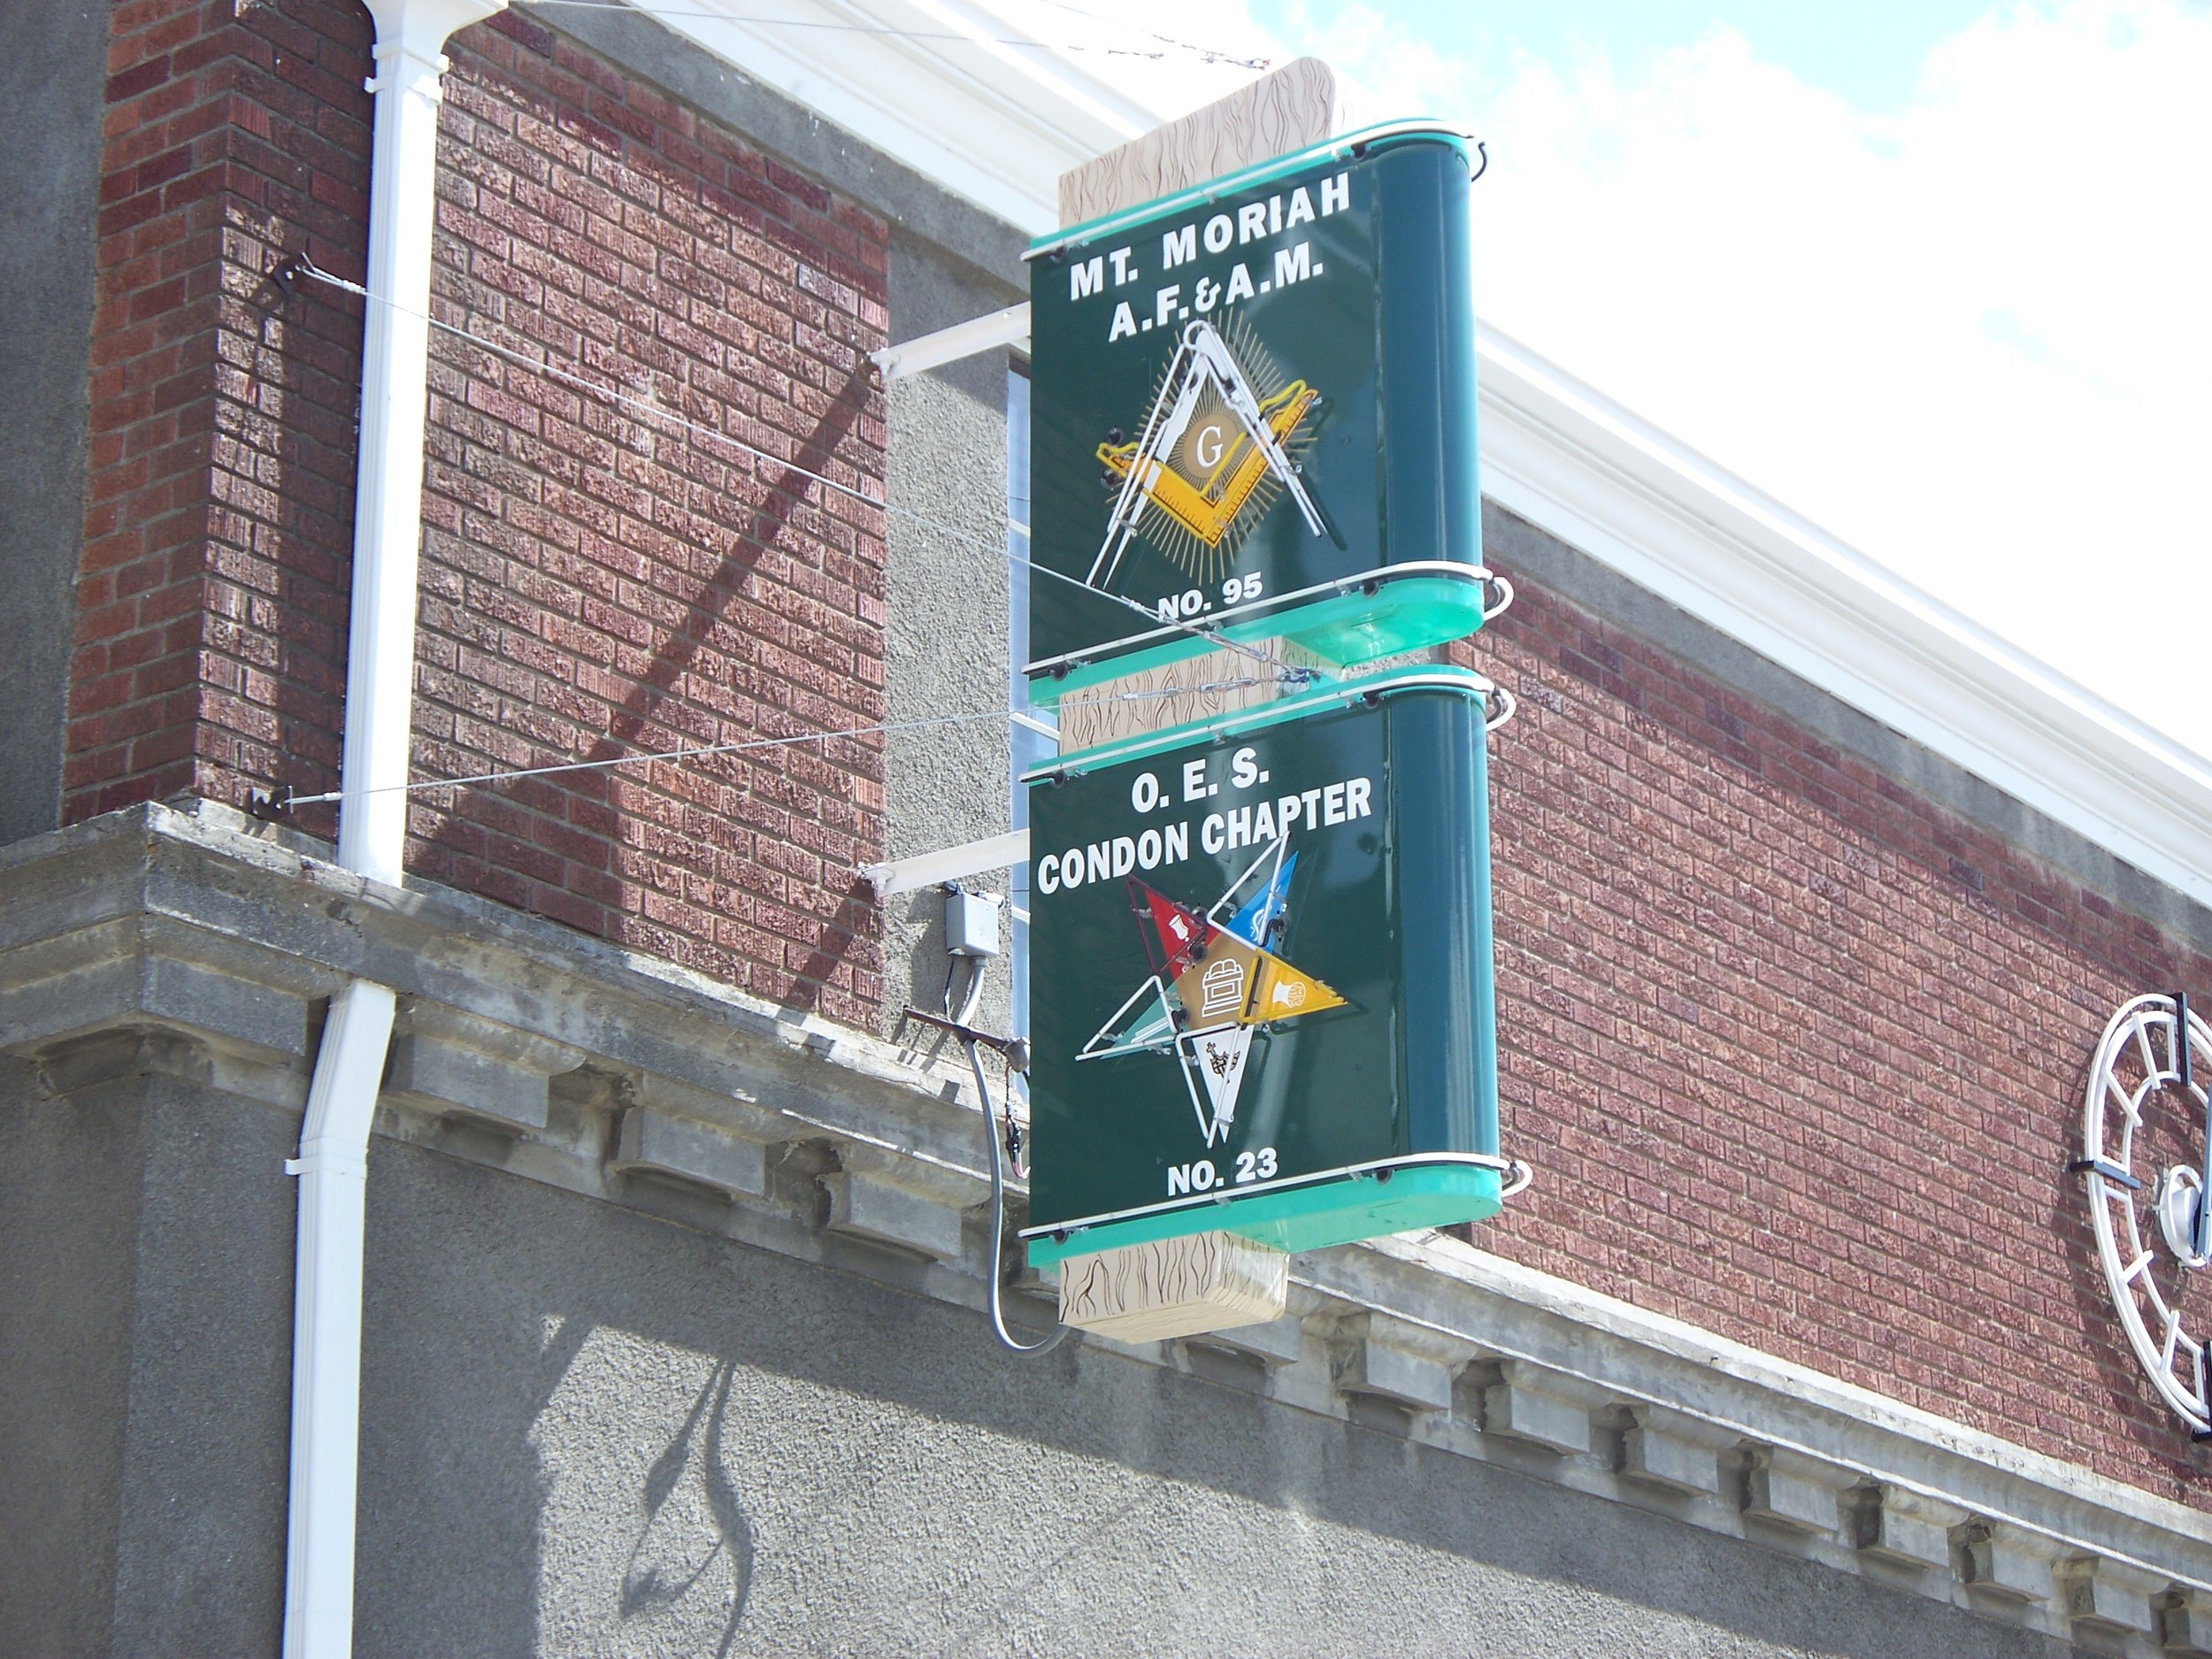 MT. MORIAH
A.F.&A.M.
G
NO. 95
O. E. S.
CONDON CHAPTER
NO. 23